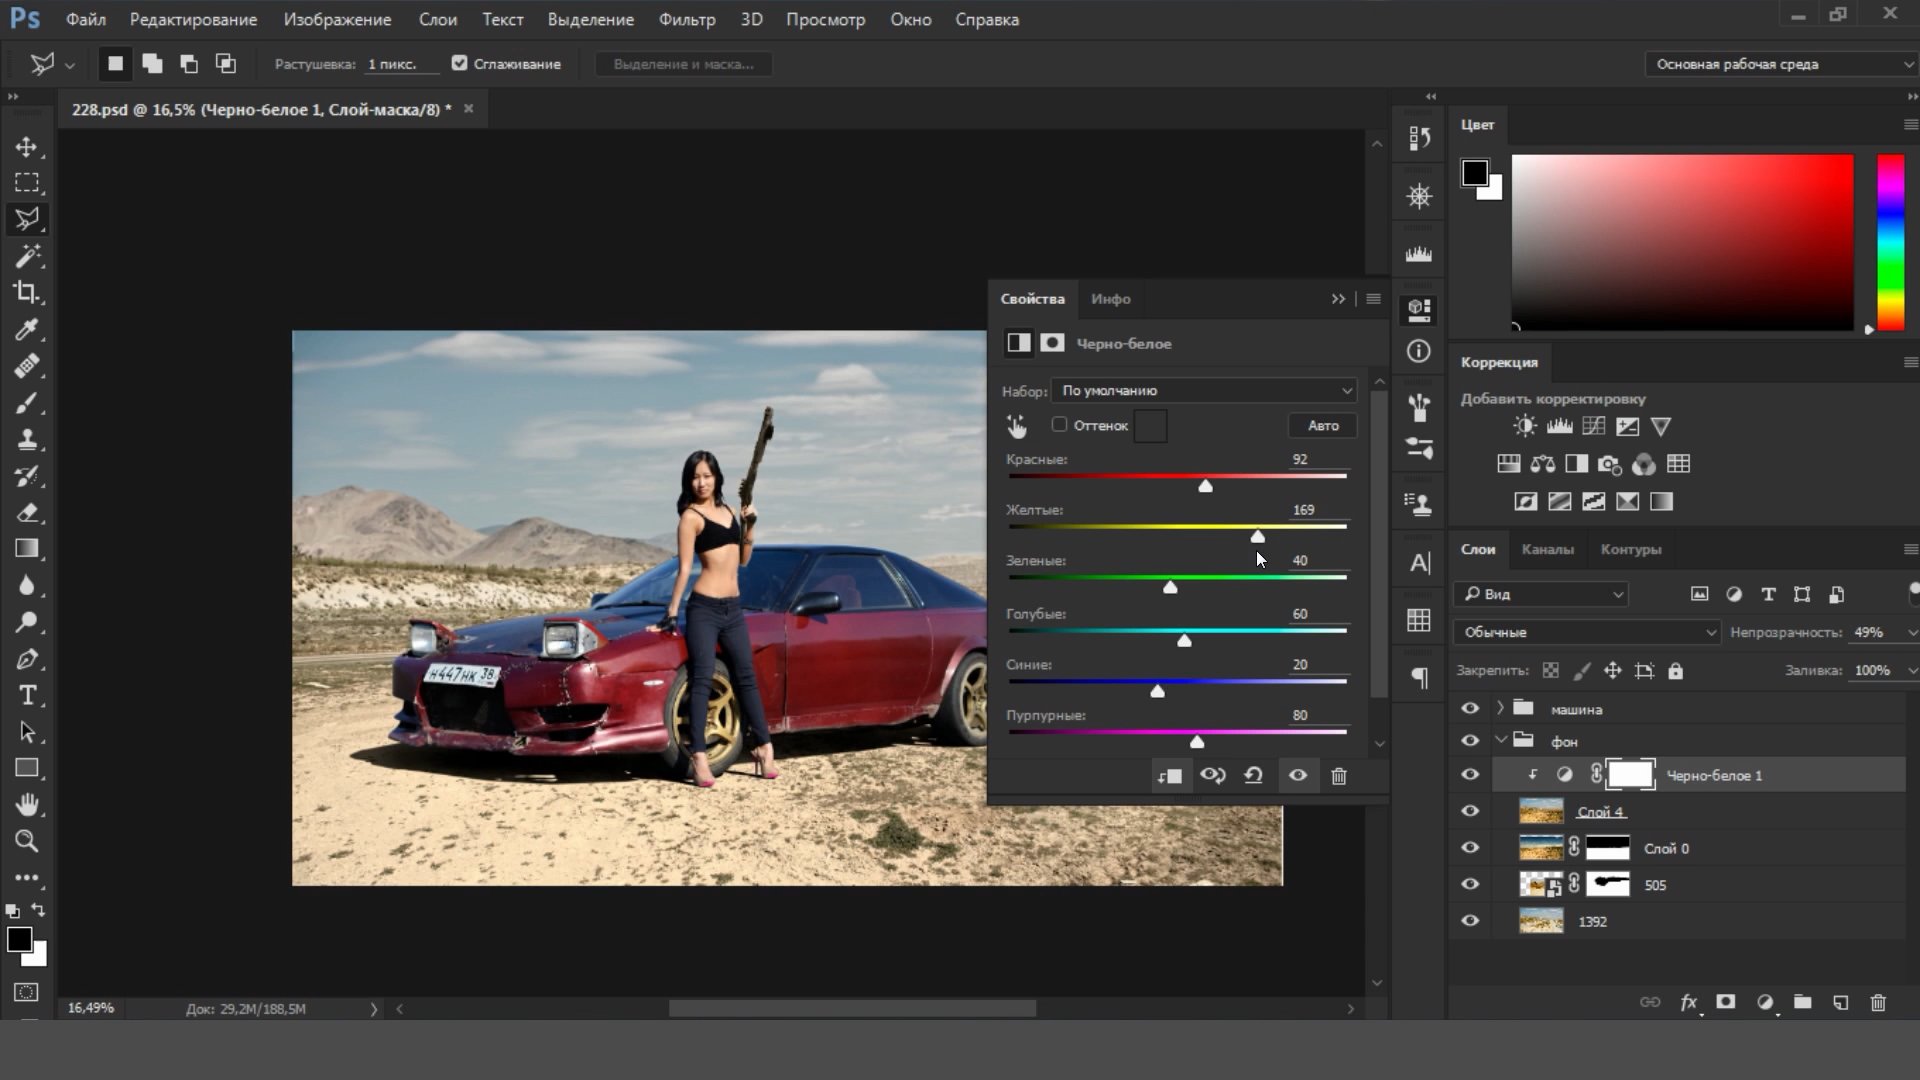 Ps Файл Редактирование Изображение Слои Текст Выделение Фильтр 3D Просмотр Окно Справка
Растушевка: 1 пикс. Сглаживание Выделение и маска... Основная рабочая среда
228.psd @ 16,5% (Черно-белое 1, Слой-маска/8) *
Цвет
Свойства Инфо
Черно-белое
Набор: По умолчанию
Оттенок Авто
Красные: 92
Желтые: 169
Зеленые: 40
Голубые: 60
Синие: 20
Пурпурные: 80
Коррекция
Добавить корректировку
Слои Каналы Контуры
Вид
Обычные Непрозрачность: 49%
Закрепить: Заливка: 100%
машина
фон
Черно-белое 1
Слой 4
Слой 0
505
1392
Н447НК 38
16,49% Док: 29,2M/188,5M